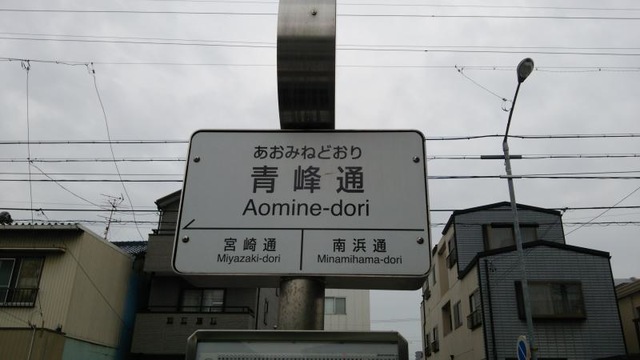 あおみねどおり
青峰通
Aomine-dori
宮崎通
Miyazaki-dori
南浜通
Minamihama-dori